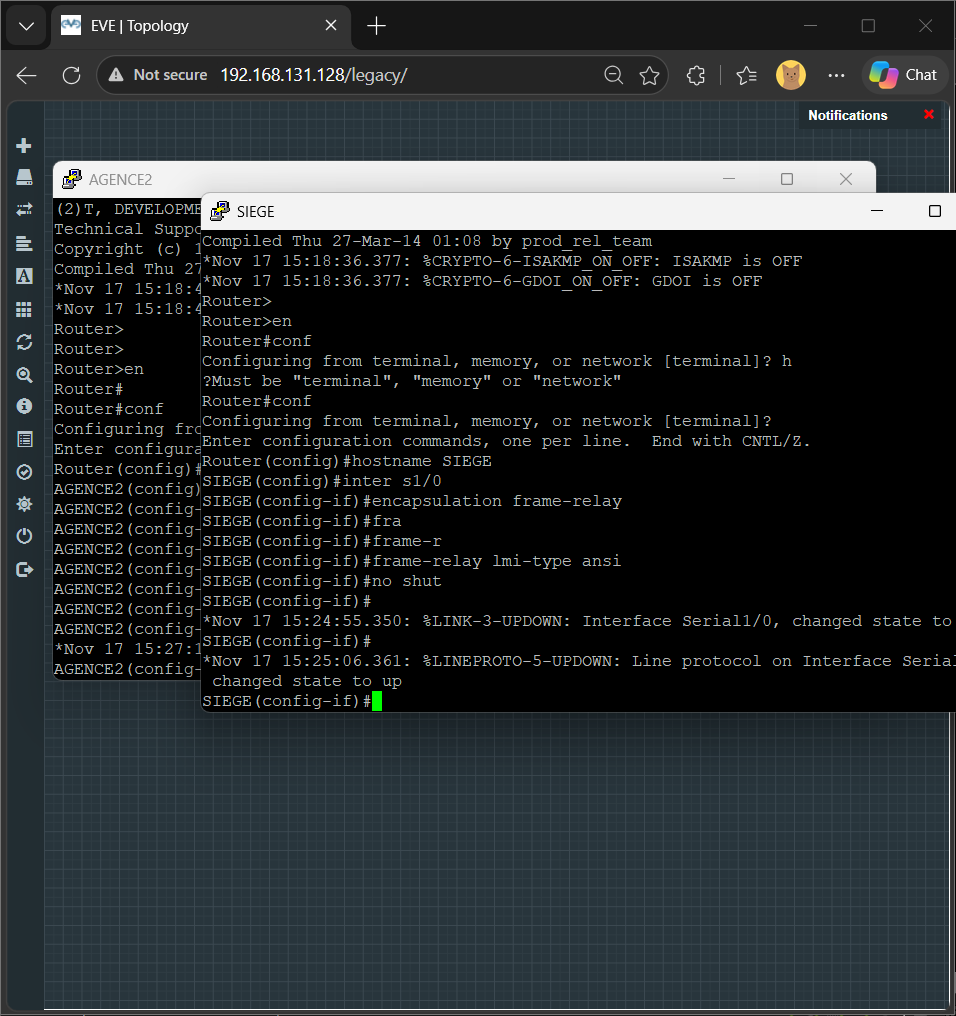 EVE | Topology
Not secure 192.168.131.128/legacy/
Chat
Notifications
A
AGENCE2
(2)T, DEVELOPME
Technical Suppo
Copyright (c) 1
Compiled Thu 27
*Nov 17 15:18:4
*Nov 17 15:18:4
Router>
Router>
Router>en
Router#
Router#conf
Configuring fro
Enter configura
Router(config)#
AGENCE2(config)
AGENCE2(config-
AGENCE2(config-
AGENCE2(config-
AGENCE2(config-
AGENCE2(config-
AGENCE2(config-
AGENCE2(config-
*Nov 17 15:27:1
AGENCE2(config-
SIEGE
Compiled Thu 27-Mar-14 01:08 by prod_rel_team
*Nov 17 15:18:36.377: %CRYPTO-6-ISAKMP_ON_OFF: ISAKMP is OFF
*Nov 17 15:18:36.377: %CRYPTO-6-GDOI_ON_OFF: GDOI is OFF
Router>
Router>en
Router#conf
Configuring from terminal, memory, or network [terminal]? h
?Must be "terminal", "memory" or "network"
Router#conf
Configuring from terminal, memory, or network [terminal]?
Enter configuration commands, one per line.  End with CNTL/Z.
Router(config)#hostname SIEGE
SIEGE(config)#inter s1/0
SIEGE(config-if)#encapsulation frame-relay
SIEGE(config-if)#fra
SIEGE(config-if)#frame-r
SIEGE(config-if)#frame-relay lmi-type ansi
SIEGE(config-if)#no shut
SIEGE(config-if)#
*Nov 17 15:24:55.350: %LINK-3-UPDOWN: Interface Serial1/0, changed state to
SIEGE(config-if)#
*Nov 17 15:25:06.361: %LINEPROTO-5-UPDOWN: Line protocol on Interface Serial
changed state to up
SIEGE(config-if)#